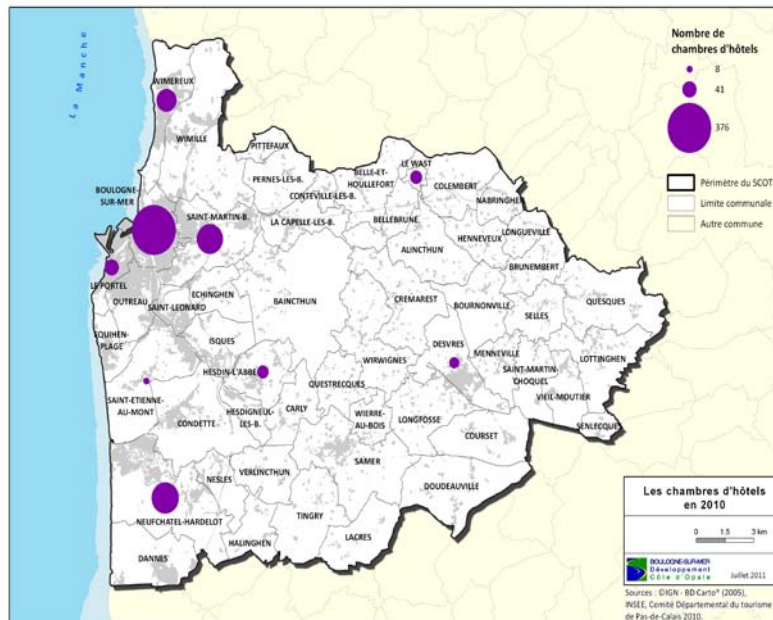 La Manche
Nombre de
chambres d'hôtels
8
41
376
Périmètre du SCOT
Limite communale
Autre commune
WIMEREUX
WIMILLE
PITTEFAUX
PERNES-LES-B.
CONTEVILLE-LES-B.
BELLE-ET-
HOULLEFORT
LE WAST
COLEMBERT
NABRINGHEN
BOULOGNE-
SUR-MER
SAINT-MARTIN-B.
LA CAPELLE-LES-B.
BELLEBRUNE
ALINCTHUN
HENNEVEUX
LONGUEVILLE
BRUNEMBERT
LE PORTEL
OUTREAU
SAINT-LEONARD
ECHINGHEN
BAINCTHUN
CREMAREST
BOURNONVILLE
SELLES
QUESQUES
EQUIHEN-
PLAGE
ISQUES
HESDIN-L'ABBE
WIRWIGNES
DESVRES
MENNEVILLE
SAINT-MARTIN-
CHOQUEL
LOTTINGHEN
VIEIL-MOUTIER
SENLECQUES
SAINT-ETIENNE-
AU-MONT
CONDETTE
HESDIGNEUL-
LES-B.
CARLY
QUESTRECQUES
WIERRE-
AU-BOIS
LONGFOSSE
COURSET
SAMER
DOUDEAUVILLE
NESLES
VERLINCTHUN
NEUFCHATEL-HARDELOT
TINGRY
HALINGHEN
LACRES
DANNES
Les chambres d'hôtels
en 2010
0 1.5 3 km
BOULOGNE-SUR-MER
Développement
Côte d'Opale
Juillet 2011
Sources : ©IGN - BD Carto® (2005),
INSEE, Comité Départemental du tourisme
de Pas-de-Calais 2010.